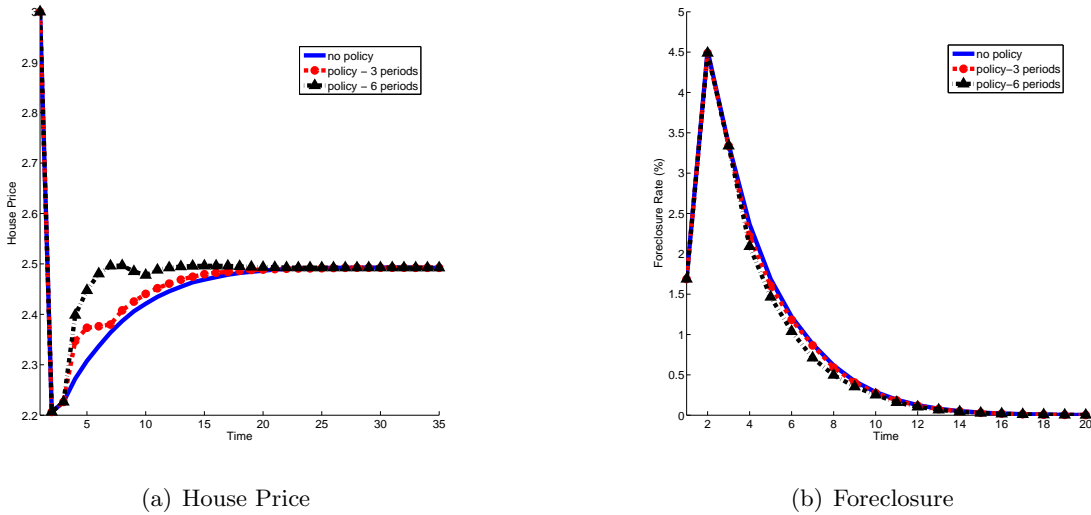 3
2.9
2.8
2.7
2.6
2.5
2.4
2.3
2.2
House Price
5 10 15 20 25 30 35
Time
no policy
policy − 3 periods
policy − 6 periods
(a) House Price
5
4.5
4
3.5
3
2.5
2
1.5
1
0.5
0
Foreclosure Rate (%)
2 4 6 8 10 12 14 16 18 20
Time
no policy
policy−3 periods
policy−6 periods
(b) Foreclosure